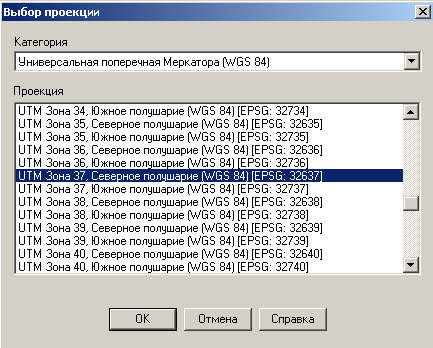 Выбор проекции
Категория
Универсальная поперечная Меркатора (WGS 84)
Проекция
UTM Зона 34, Южное полушарие (WGS 84) [EPSG: 32734]
UTM Зона 35, Северное полушарие (WGS 84) [EPSG: 32635]
UTM Зона 35, Южное полушарие (WGS 84) [EPSG: 32735]
UTM Зона 36, Северное полушарие (WGS 84) [EPSG: 32636]
UTM Зона 36, Южное полушарие (WGS 84) [EPSG: 32736]
UTM Зона 37, Северное полушарие (WGS 84) [EPSG: 32637]
UTM Зона 37, Южное полушарие (WGS 84) [EPSG: 32737]
UTM Зона 38, Северное полушарие (WGS 84) [EPSG: 32638]
UTM Зона 38, Южное полушарие (WGS 84) [EPSG: 32738]
UTM Зона 39, Северное полушарие (WGS 84) [EPSG: 32639]
UTM Зона 39, Южное полушарие (WGS 84) [EPSG: 32739]
UTM Зона 40, Северное полушарие (WGS 84) [EPSG: 32640]
UTM Зона 40, Южное полушарие (WGS 84) [EPSG: 32740]
OK Отмена Справка